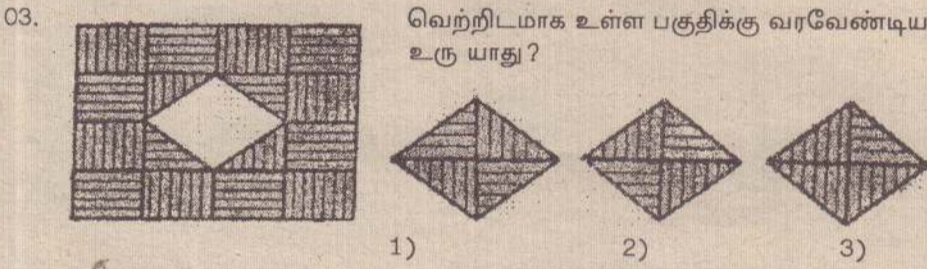 03.
வெற்றிடமாக உள்ள பகுதிக்கு வரவேண்டிய
உரு யாது ?
1)
2)
3)